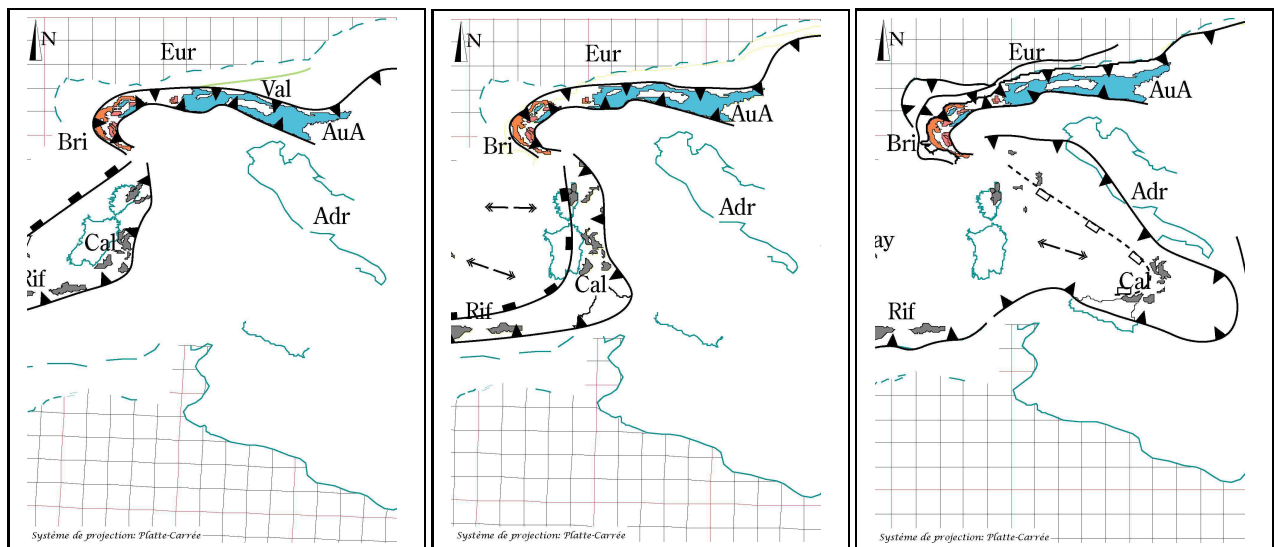 N
Eur
Val
AuA
Bri
Adr
Cal
Rif
Système de projection: Platte-Carrée
N
Eur
AuA
Bri
Adr
Cal
Rif
Système de projection: Platte-Carrée
N
Eur
AuA
Bri
Adr
ay
Cal
Rif
Système de projection: Platte-Carrée